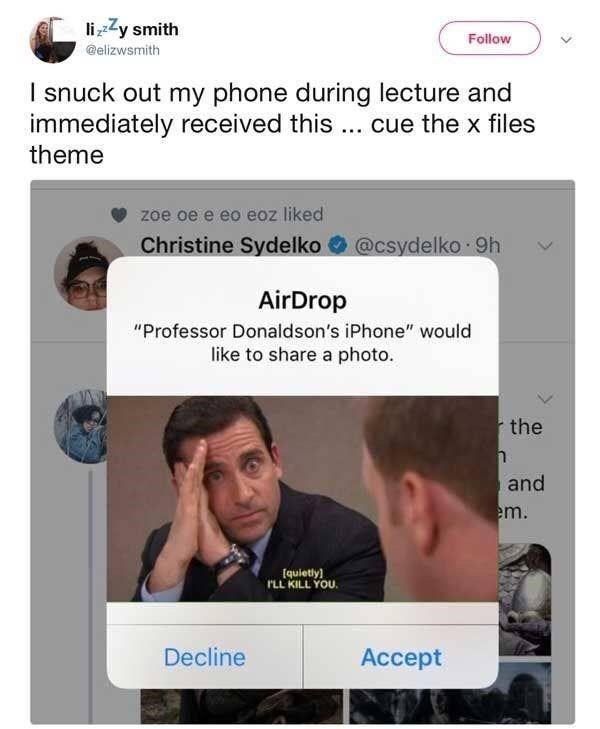 lizzZy smith
@elizwsmith
Follow
I snuck out my phone during lecture and
immediately received this ... cue the x files
theme
zoe oe e eo eoz liked
Christine Sydelko @csydelko · 9h
AirDrop
“Professor Donaldson’s iPhone” would
like to share a photo.
the
and
em.
[quietly]
I'LL KILL YOU.
Decline
Accept